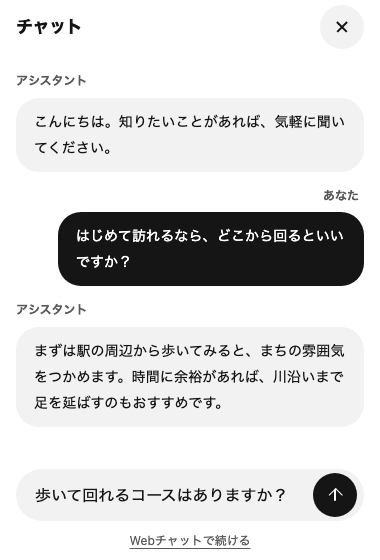 チャット
アシスタント
こんにちは。知りたいことがあれば、気軽に聞い
てください。
あなた
はじめて訪れるなら、どこから回るといい
ですか？
アシスタント
まずは駅の周辺から歩いてみると、まちの雰囲気
をつかめます。時間に余裕があれば、川沿いまで
足を延ばすのもおすすめです。
歩いて回れるコースはありますか？
Webチャットで続ける